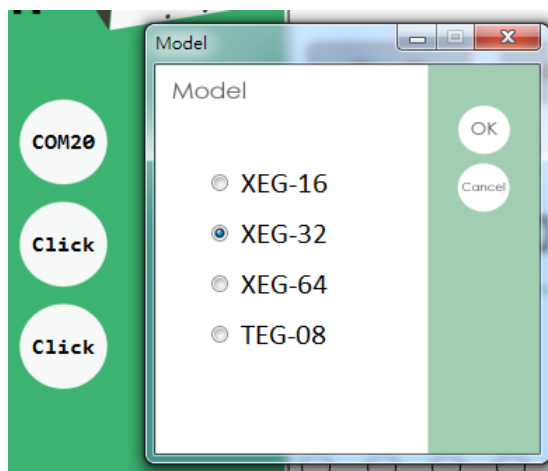 Model
Model
OK
COM20
XEG-16
Cancel
XEG-32
Click
XEG-64
TEG-08
Click